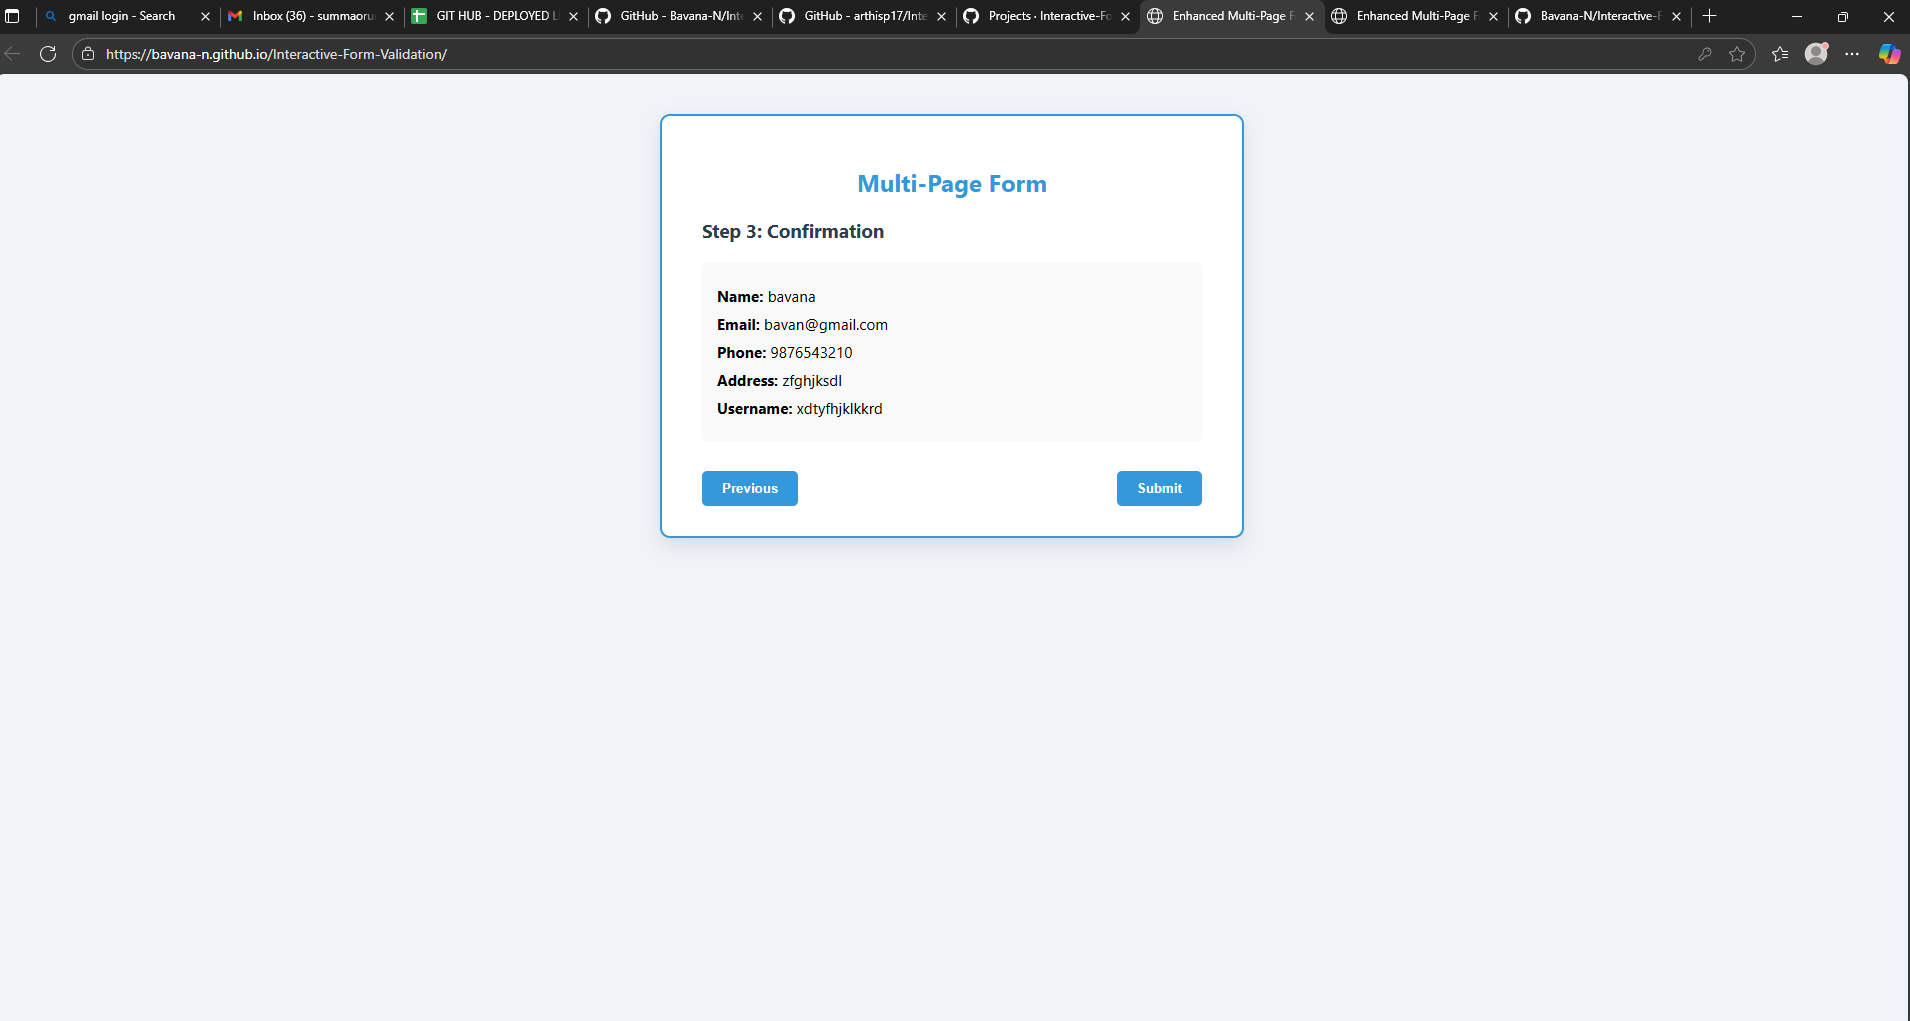 gmail login - Search
Inbox (36) - summaoru
GIT HUB - DEPLOYED L
GitHub - Bavana-N/Inte
GitHub - arthisp17/Inte
Projects · Interactive-Fo
Enhanced Multi-Page F
Enhanced Multi-Page F
Bavana-N/Interactive-F
https://bavana-n.github.io/Interactive-Form-Validation/
Multi-Page Form
Step 3: Confirmation
Name: bavana
Email: bavan@gmail.com
Phone: 9876543210
Address: zfghjksdl
Username: xdtyfhjklkkrd
Previous
Submit